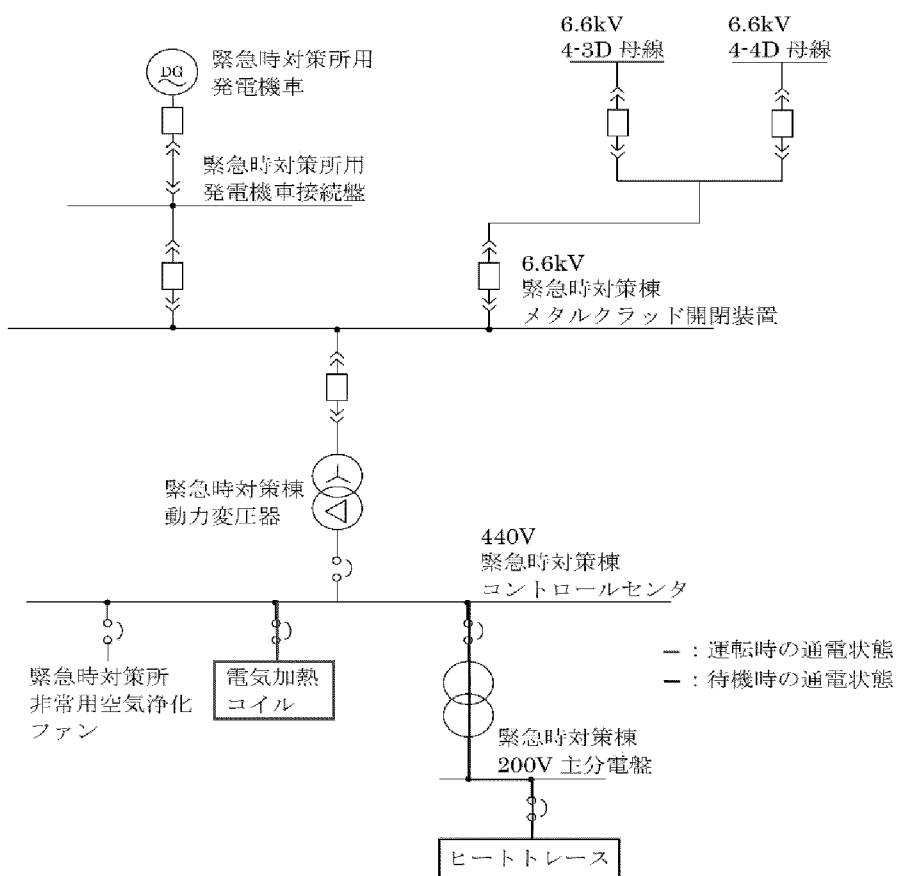 DG
緊急時対策所用
発電機車
6.6kV
4-3D 母線
6.6kV
4-4D 母線
緊急時対策所用
発電機車接続盤
6.6kV
緊急時対策棟
メタルクラッド開閉装置
緊急時対策棟
動力変圧器
440V
緊急時対策棟
コントロールセンタ
緊急時対策所
非常用空気浄化
ファン
電気加熱
コイル
ー：運転時の通電状態
ー：待機時の通電状態
緊急時対策棟
200V 主分電盤
ヒートトレース